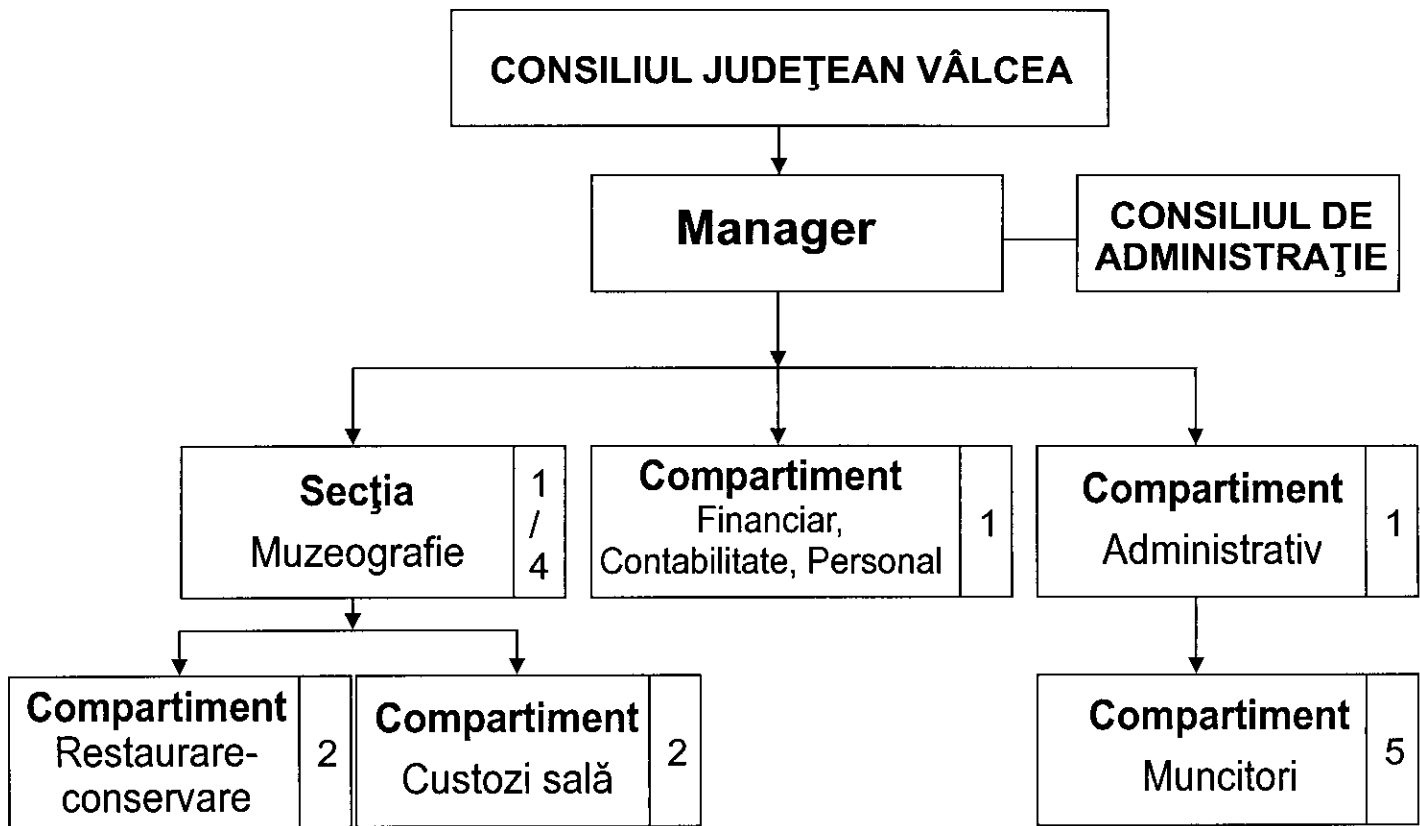 CONSILIUL JUDEŢEAN VÂLCEA
Manager
CONSILIUL DE
ADMINISTRAŢIE
Secţia
Muzeografie
1
/
4
Compartiment
Financiar,
Contabilitate, Personal
1
Compartiment
Administrativ
1
Compartiment
Restaurare-
conservare
2
Compartiment
Custozi sală
2
Compartiment
Muncitori
5